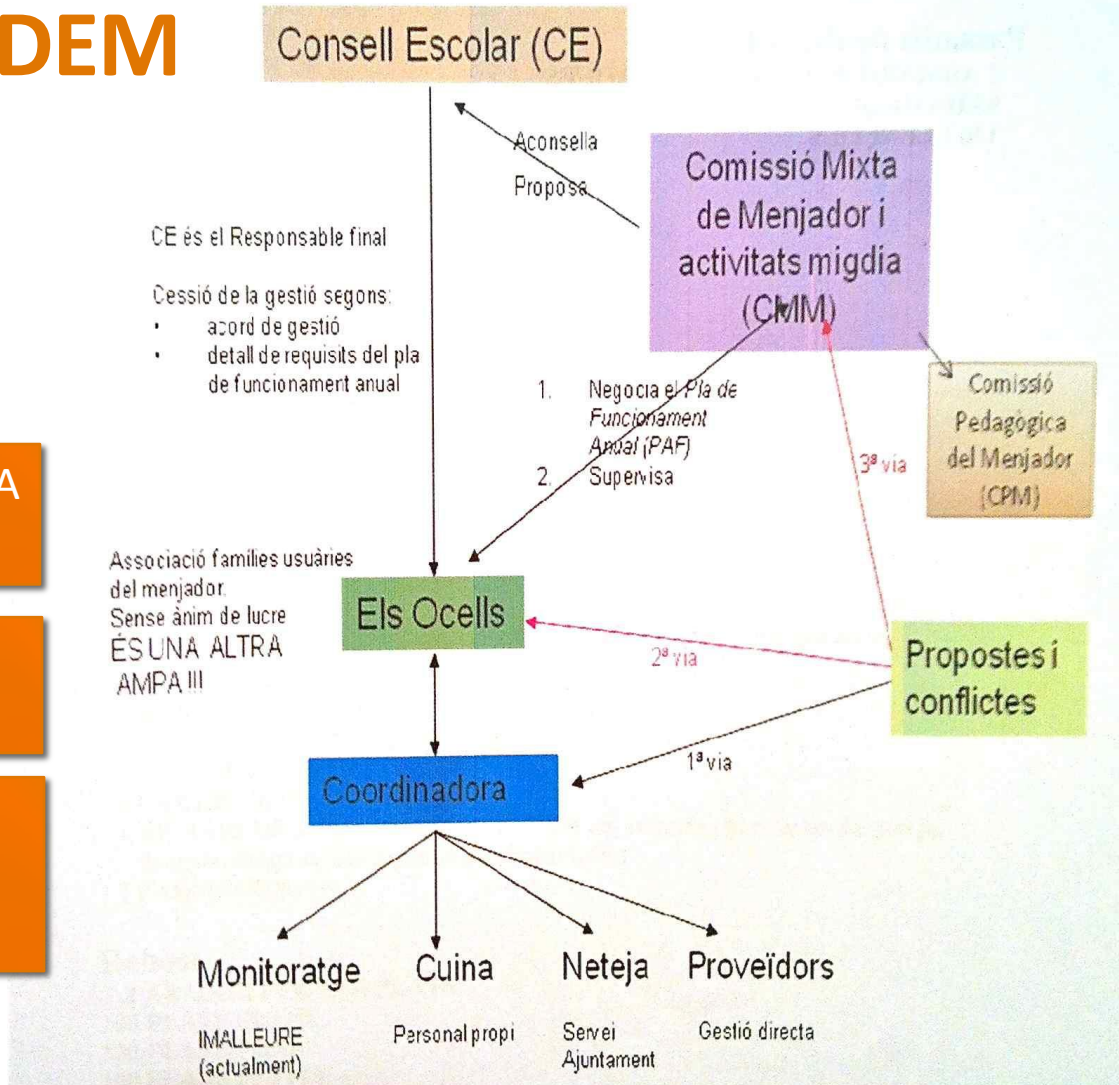 DEM
Consell Escolar (CE)
Aconsella
Proposa
Comissió Mixta
de Menjador i
activitats migdia
(CMM)
CE és el Responsable final
Cessió de la gestió segons:
• acord de gestió
• detall de requisits del pla
de funcionament anual
1. Negocia el Pla de
Funcionament
Anual (PAF)
2. Supervisa
3ª via
Comissió
Pedagògica
del Menjador
(CPM)
A
Associació famílies usuàries
del menjador.
Sense ànim de lucre
ÉS UNA ALTRA
AMPA !!!
Els Ocells
2ª via
Propostes i
conflictes
1ª via
Coordinadora
Monitoratge
IMALLEURE
(actualment)
Cuina
Personal propi
Neteja
Servei
Ajuntament
Proveïdors
Gestió directa